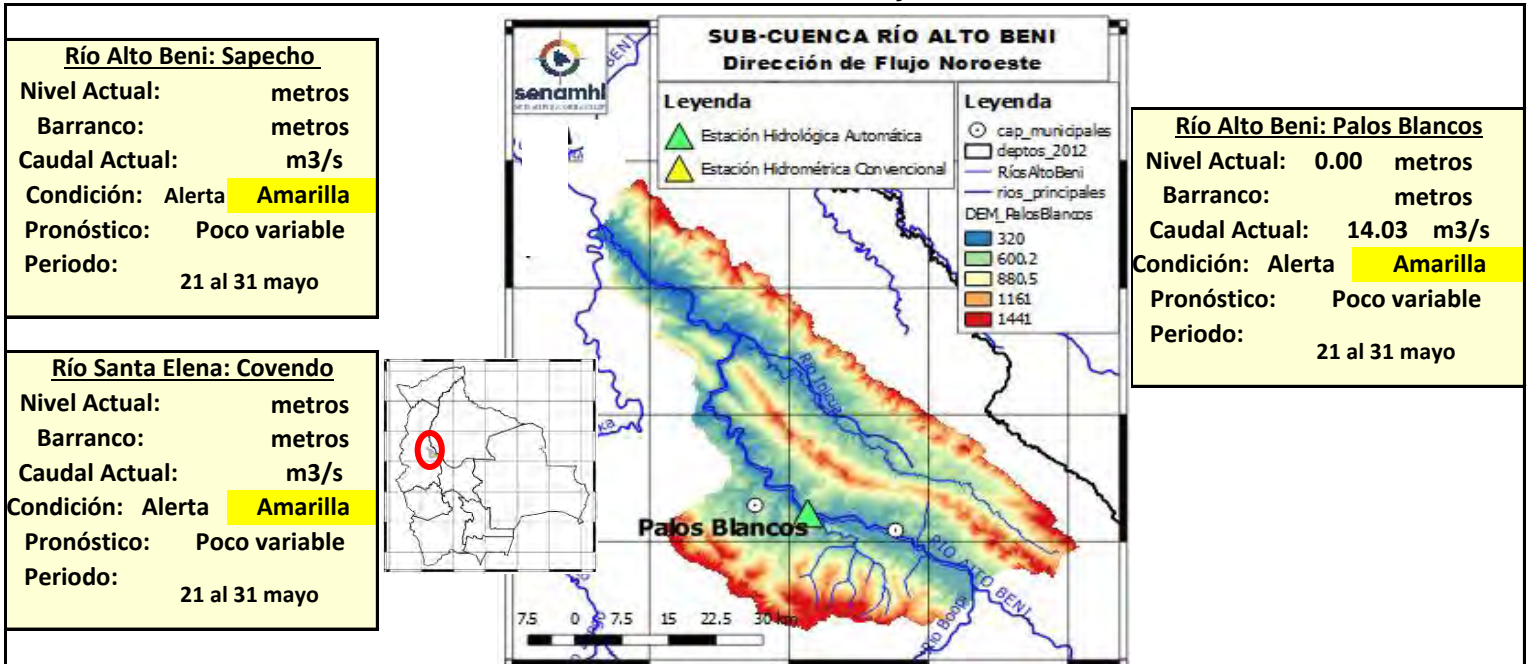 Río Alto Beni: Sapecho
Nivel Actual: metros
Barranco: metros
Caudal Actual: m3/s
Condición: Alerta Amarilla
Pronóstico: Poco variable
Periodo:
21 al 31 mayo
Río Santa Elena: Covendo
Nivel Actual: metros
Barranco: metros
Caudal Actual: m3/s
Condición: Alerta Amarilla
Pronóstico: Poco variable
Periodo:
21 al 31 mayo
senamhi
SUB-CUENCA RÍO ALTO BENI
Dirección de Flujo Noroeste
Leyenda
Estación Hidrológica Automática
Estación Hidrométrica Convencional
Leyenda
cap_municipales
deptos_2012
RíosAltoBeni
rios_principales
DEM_PalosBlancos
320
600.2
880.5
1161
1441
BENI
Río Inicua
Palos Blancos
RÍO ALTO BENI
Río Boopi
7.5 0 7.5 15 22.5 30 km
Río Alto Beni: Palos Blancos
Nivel Actual: 0.00 metros
Barranco: metros
Caudal Actual: 14.03 m3/s
Condición: Alerta Amarilla
Pronóstico: Poco variable
Periodo:
21 al 31 mayo